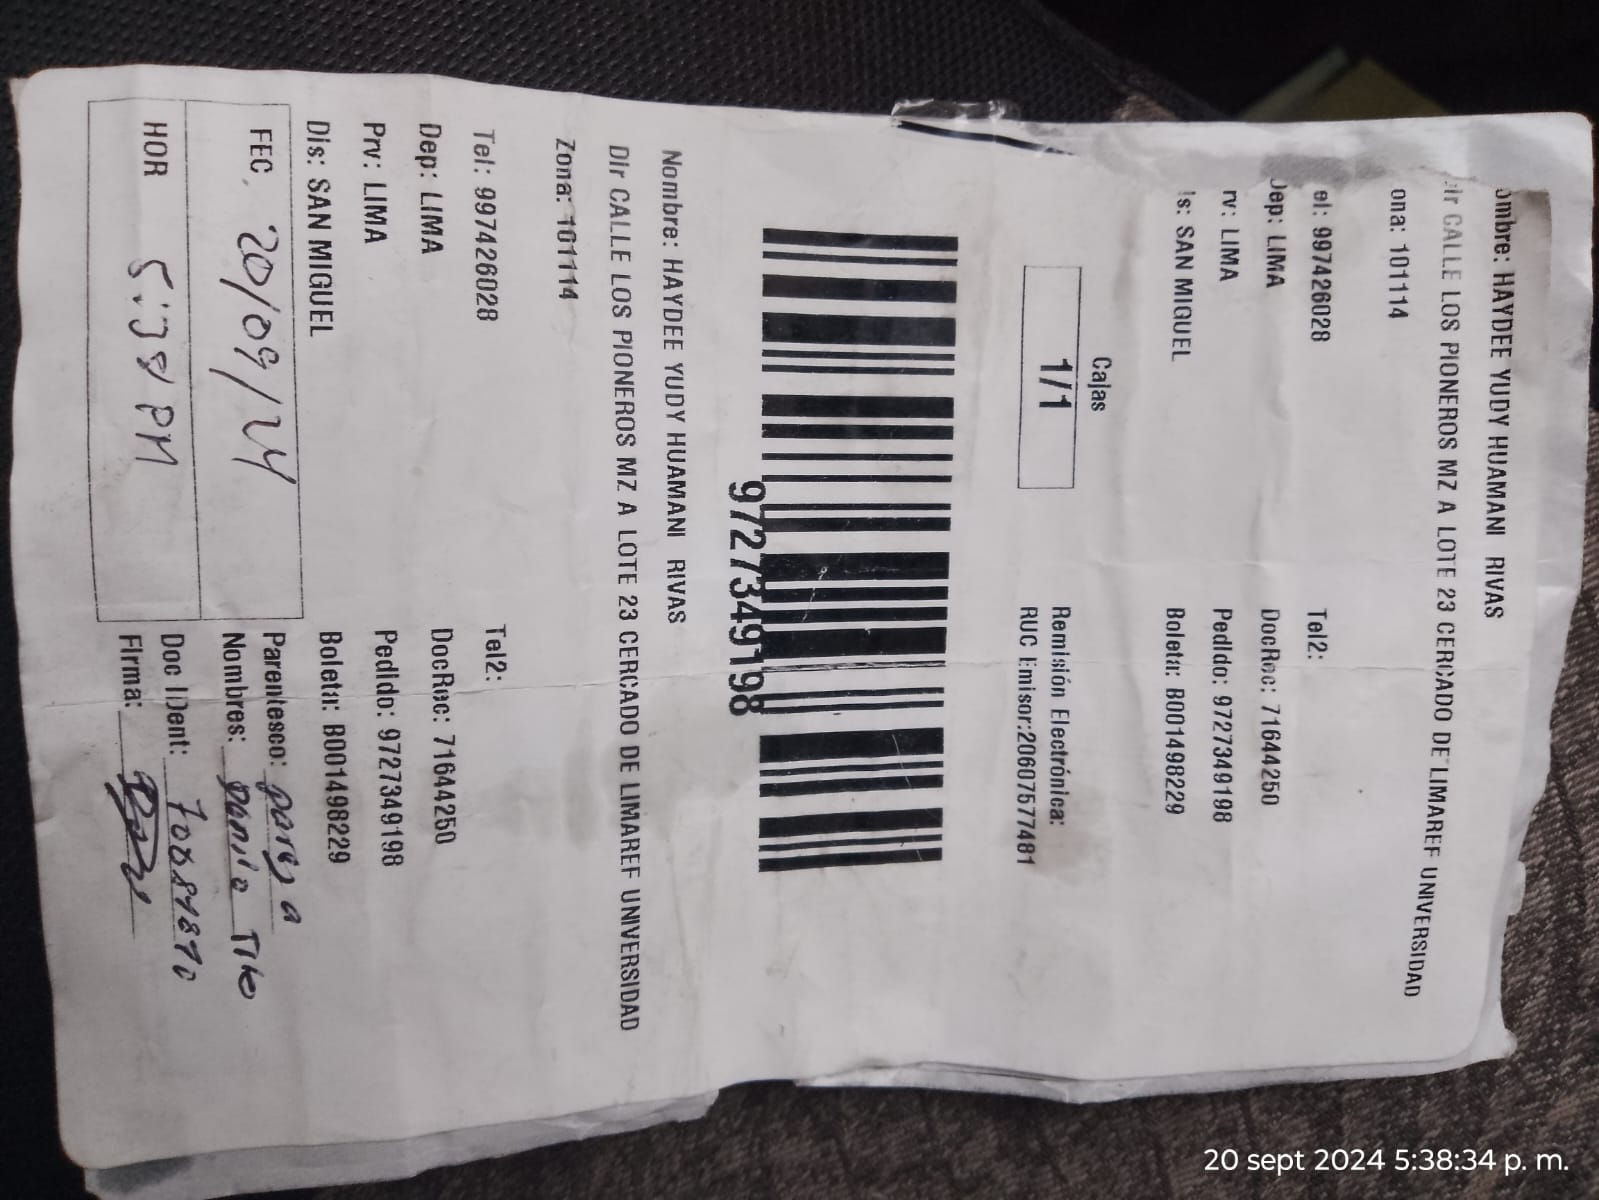 ombre: HAYDEE YUDY HUAMANI RIVAS
ir CALLE LOS PIONEROS MZ A LOTE 23 CERCADO DE LIMAREF UNIVERSIDAD
ona: 101114
el: 997426028 Tel2:
Dep: LIMA DocRec: 71644250
rv: LIMA Pedido: 9727349198
is: SAN MIGUEL Boleta: B001498229
Cajas
1/1
Remisión Electrónica:
RUC Emisor:20607577481
9727349198
Nombre: HAYDEE YUDY HUAMANI RIVAS
Dir CALLE LOS PIONEROS MZ A LOTE 23 CERCADO DE LIMAREF UNIVERSIDAD
Zona: 101114
Tel: 997426028 Tel2:
Dep: LIMA DocRec: 71644250
Prv: LIMA Pedido: 9727349198
Dis: SAN MIGUEL Boleta: B001498229
FEC. 20/09/24 Parentesco:
HOR 5:38 PM Nombres: Tito
Doc IDent:
Firma:
20 sept 2024 5:38:34 p. m.